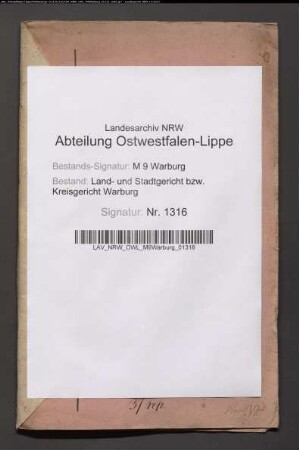 Landesarchiv NRW
Abteilung Ostwestfalen-Lippe
Bestands-Signatur: M 9 Warburg
Bestand: Land- und Stadtgericht bzw.
Kreisgericht Warburg
Signatur: Nr. 1316
LAV_NRW_OWL_M9Warburg_01316